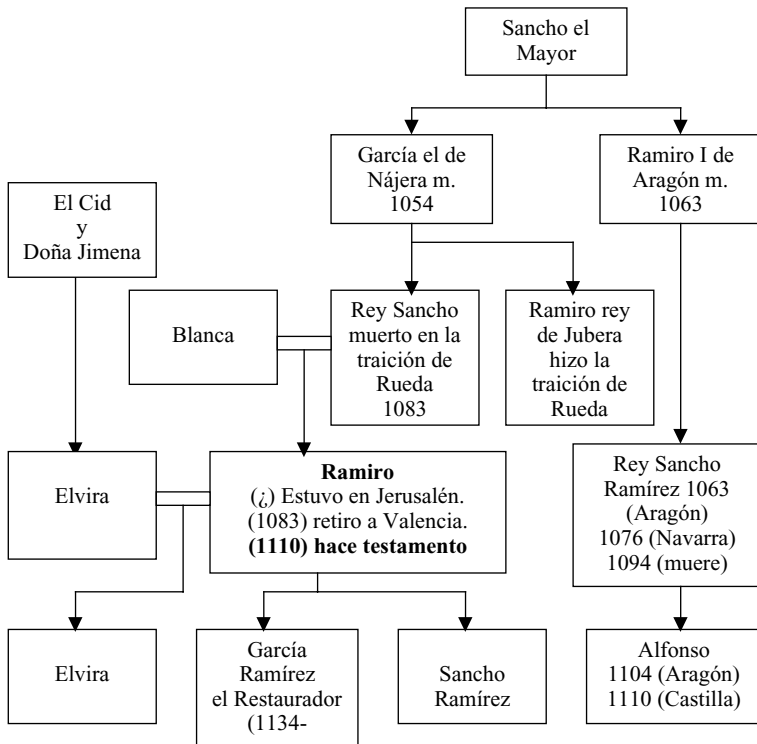 Sancho el
Mayor
García el de
Nájera m.
1054
Ramiro I de
Aragón m.
1063
El Cid
y
Doña Jimena
Blanca
Rey Sancho
muerto en la
traición de
Rueda
1083
Ramiro rey
de Jubera
hizo la
traición de
Rueda
Elvira
Ramiro
(¿) Estuvo en Jerusalén.
(1083) retiro a Valencia.
(1110) hace testamento
Rey Sancho
Ramírez 1063
(Aragón)
1076 (Navarra)
1094 (muere)
Elvira
García
Ramírez
el Restaurador
(1134-
Sancho
Ramírez
Alfonso
1104 (Aragón)
1110 (Castilla)